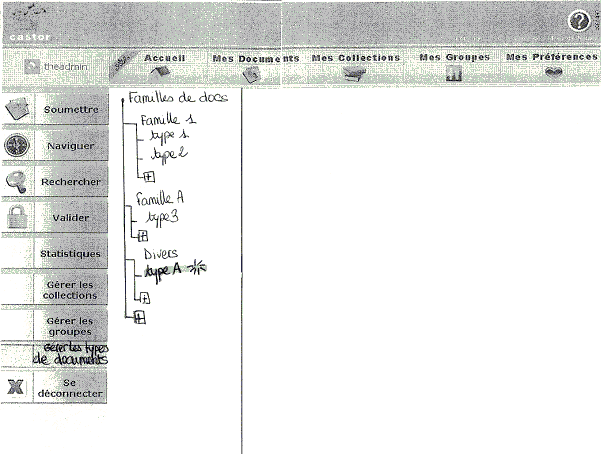 castor
?
theadmin
Accueil
Mes Documents
Mes Collections
Mes Groupes
Mes Préférences
Soumettre
Naviguer
Rechercher
Valider
Statistiques
Gérer les
collections
Gérer les
groupes
Gérer les types
de documents
Se
déconnecter
Familles de docs
Famille 1
type 1
type 2
+
Famille A
type 3
+
Divers
type A
+
+